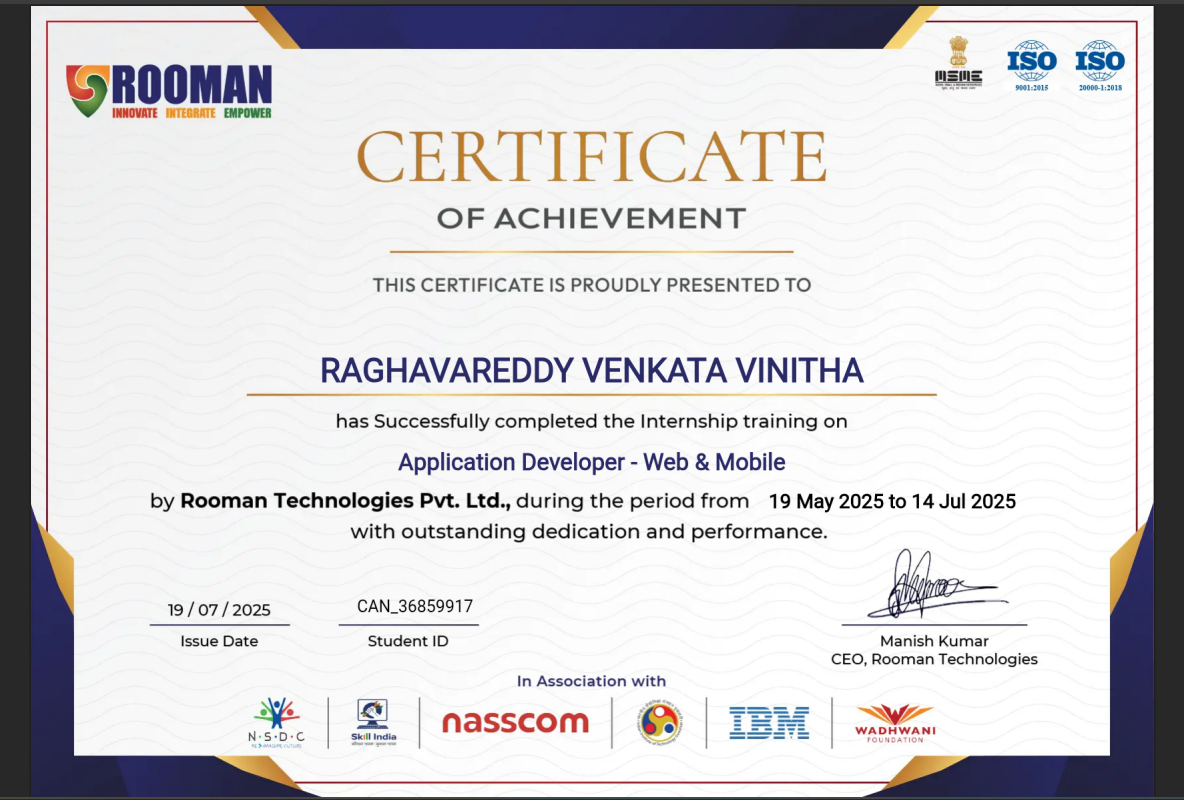 ROOMAN
INNOVATE INTEGRATE EMPOWER
MSME
ISO
9001:2015
ISO
20000-1:2018
CERTIFICATE
OF ACHIEVEMENT
THIS CERTIFICATE IS PROUDLY PRESENTED TO
RAGHAVAREDDY VENKATA VINITHA
has Successfully completed the Internship training on
Application Developer - Web & Mobile
by Rooman Technologies Pvt. Ltd., during the period from 19 May 2025 to 14 Jul 2025
with outstanding dedication and performance.
19 / 07 / 2025
Issue Date
CAN_36859917
Student ID
Manish Kumar
CEO, Rooman Technologies
In Association with
N·S·D·C
Skill India
nasscom
IBM
WADHWANI
FOUNDATION